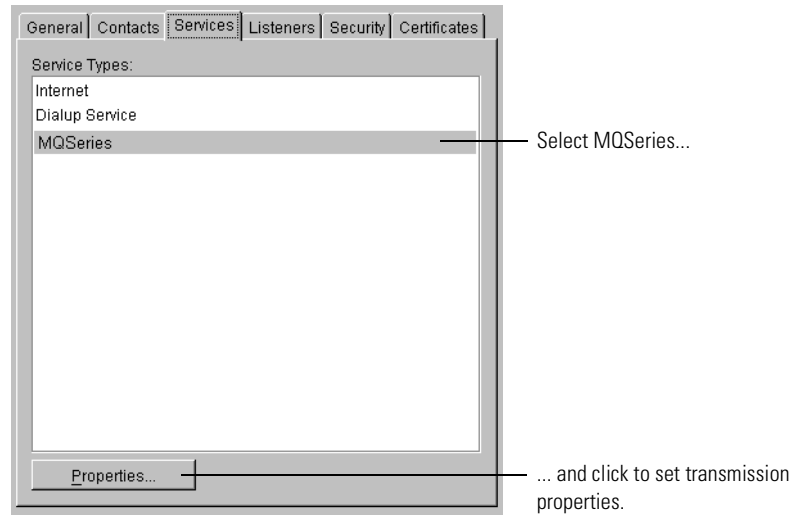 General Contacts Services Listeners Security Certificates
Service Types:
Internet
Dialup Service
MQSeries
Select MQSeries...
Properties...
... and click to set transmission
properties.